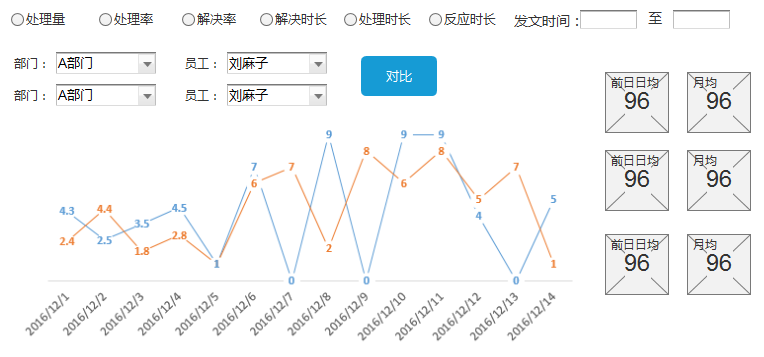 处理量 处理率 解决率 解决时长 处理时长 反应时长 发文时间： 至
部门： A部门 员工： 刘麻子
对比
部门： A部门 员工： 刘麻子
前日日均 月均
96 96
前日日均 月均
96 96
前日日均 月均
96 96
9 9 9
8 8
7 7 7
6 6
4.3 4.4 4.5 5 5
2.4 2.5 3.5 2.8 4
1.8 2
1 1
0 0 0
2016/12/1 2016/12/2 2016/12/3 2016/12/4 2016/12/5 2016/12/6 2016/12/7 2016/12/8 2016/12/9 2016/12/10 2016/12/11 2016/12/12 2016/12/13 2016/12/14